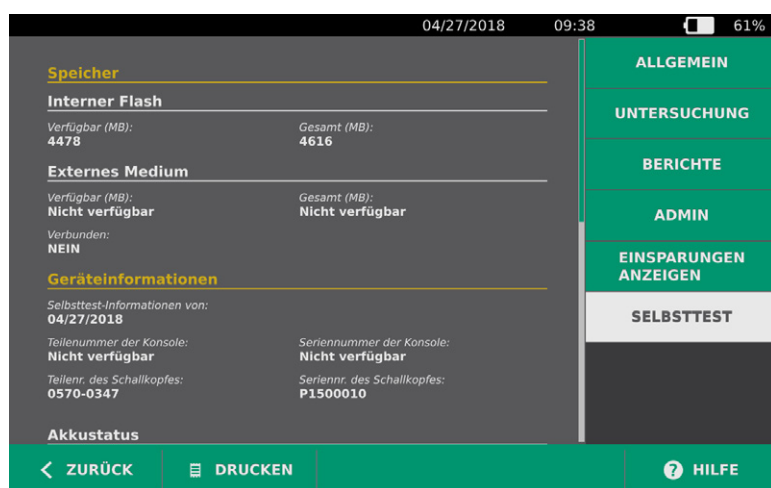 04/27/2018 09:38 61%
Speicher
Interner Flash
Verfügbar (MB): Gesamt (MB):
4478 4616
Externes Medium
Verfügbar (MB): Gesamt (MB):
Nicht verfügbar Nicht verfügbar
Verbunden:
NEIN
Geräteinformationen
Selbsttest-Informationen von:
04/27/2018
Teilenummer der Konsole: Seriennummer der Konsole:
Nicht verfügbar Nicht verfügbar
Teilenr. des Schallkopfes: Seriennr. des Schallkopfes:
0570-0347 P1500010
Akkustatus
ALLGEMEIN
UNTERSUCHUNG
BERICHTE
ADMIN
EINSPARUNGEN
ANZEIGEN
SELBSTTEST
ZURÜCK DRUCKEN ? HILFE